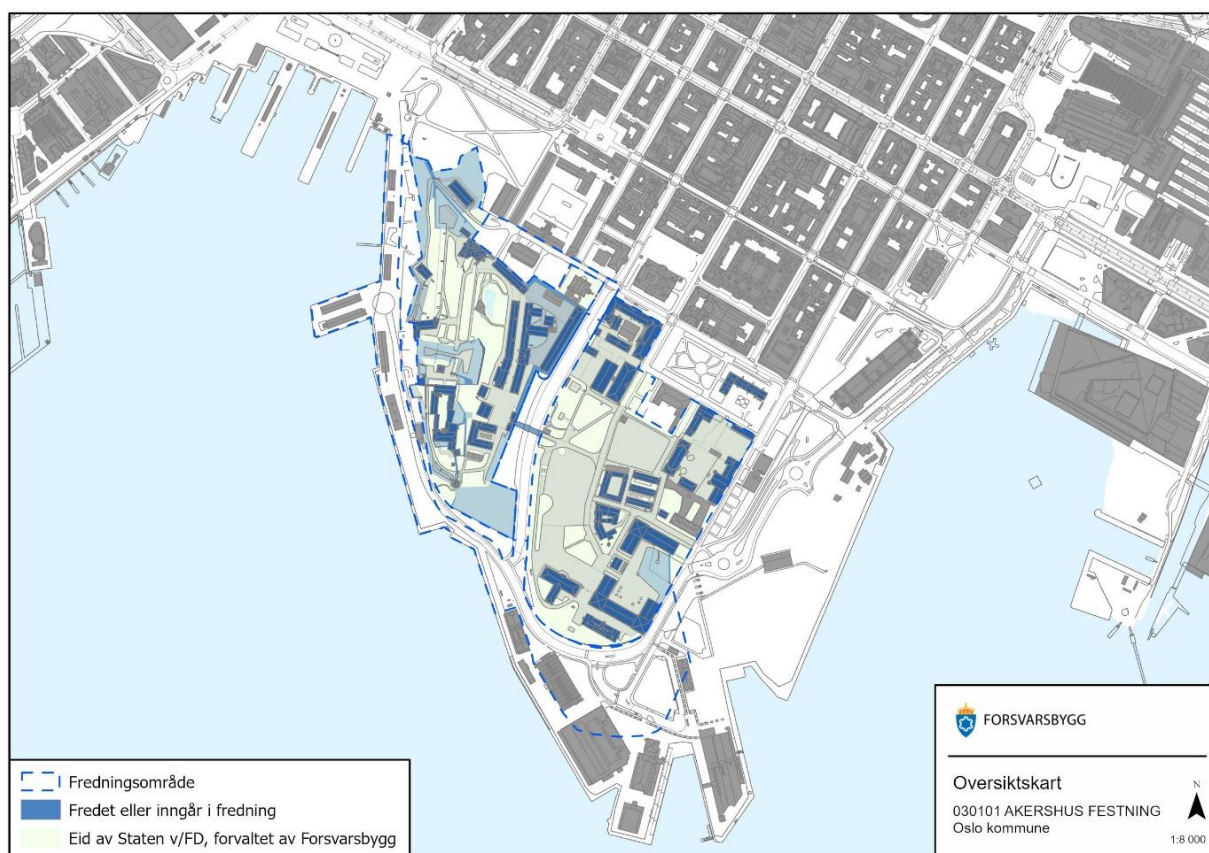 Fredningsområde
Fredet eller inngår i fredning
Eid av Staten v/FD, forvaltet av Forsvarsbygg
FORSVARSBYGG
Oversiktskart
030101 AKERSHUS FESTNING
Oslo kommune
N
1:8 000